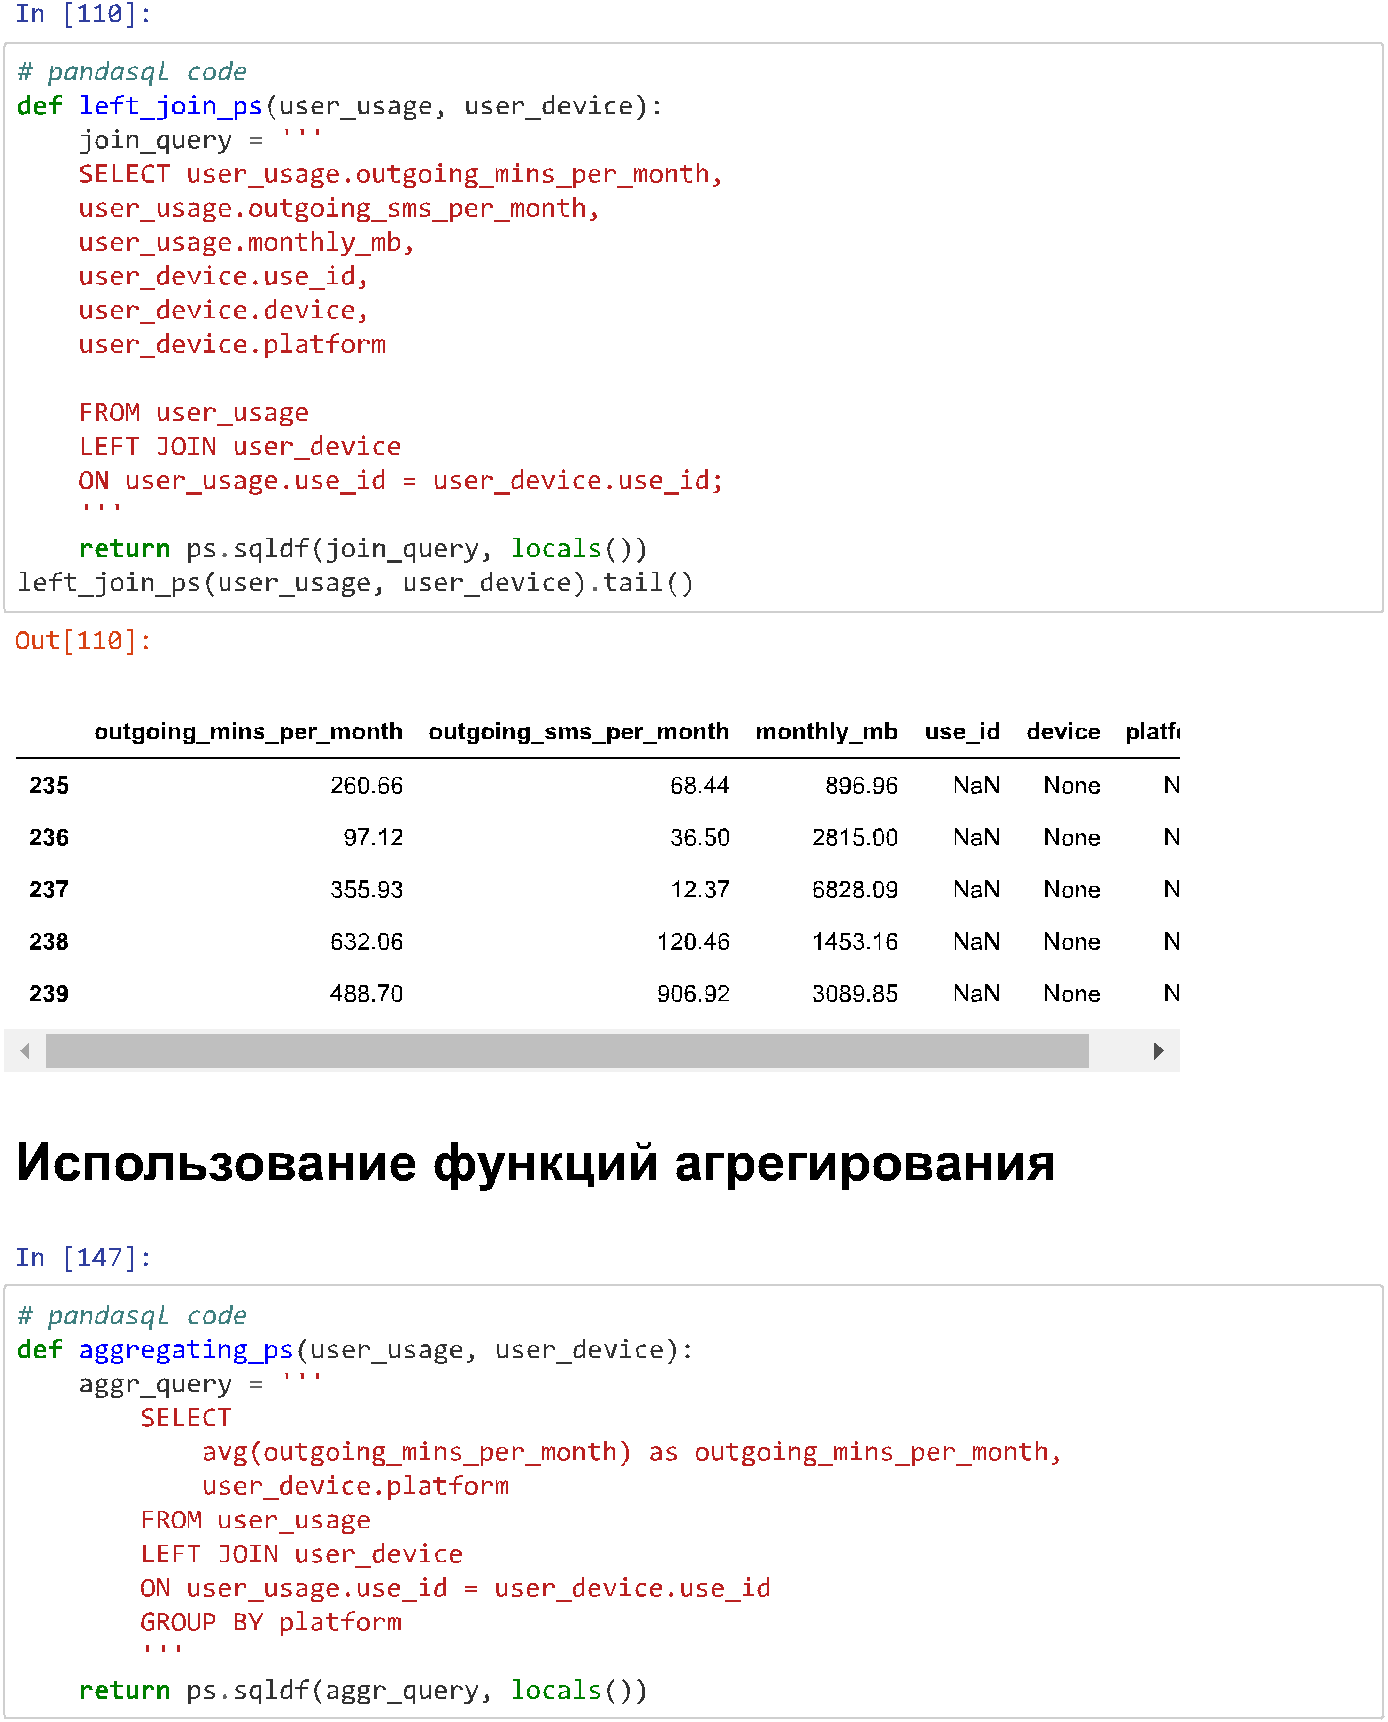 In [110]:
# pandasql code
def left_join_ps(user_usage, user_device):
    join_query = '''
    SELECT user_usage.outgoing_mins_per_month,
    user_usage.outgoing_sms_per_month,
    user_usage.monthly_mb,
    user_device.use_id,
    user_device.device,
    user_device.platform
    FROM user_usage
    LEFT JOIN user_device
    ON user_usage.use_id = user_device.use_id;
    '''
    return ps.sqldf(join_query, locals())
left_join_ps(user_usage, user_device).tail()
Out[110]:
outgoing_mins_per_month outgoing_sms_per_month monthly_mb use_id device platf
235 260.66 68.44 896.96 NaN None N
236 97.12 36.50 2815.00 NaN None N
237 355.93 12.37 6828.09 NaN None N
238 632.06 120.46 1453.16 NaN None N
239 488.70 906.92 3089.85 NaN None N
Использование функций агрегирования
In [147]:
# pandasql code
def aggregating_ps(user_usage, user_device):
    aggr_query = '''
        SELECT
            avg(outgoing_mins_per_month) as outgoing_mins_per_month,
            user_device.platform
        FROM user_usage
        LEFT JOIN user_device
        ON user_usage.use_id = user_device.use_id
        GROUP BY platform
        '''
    return ps.sqldf(aggr_query, locals())